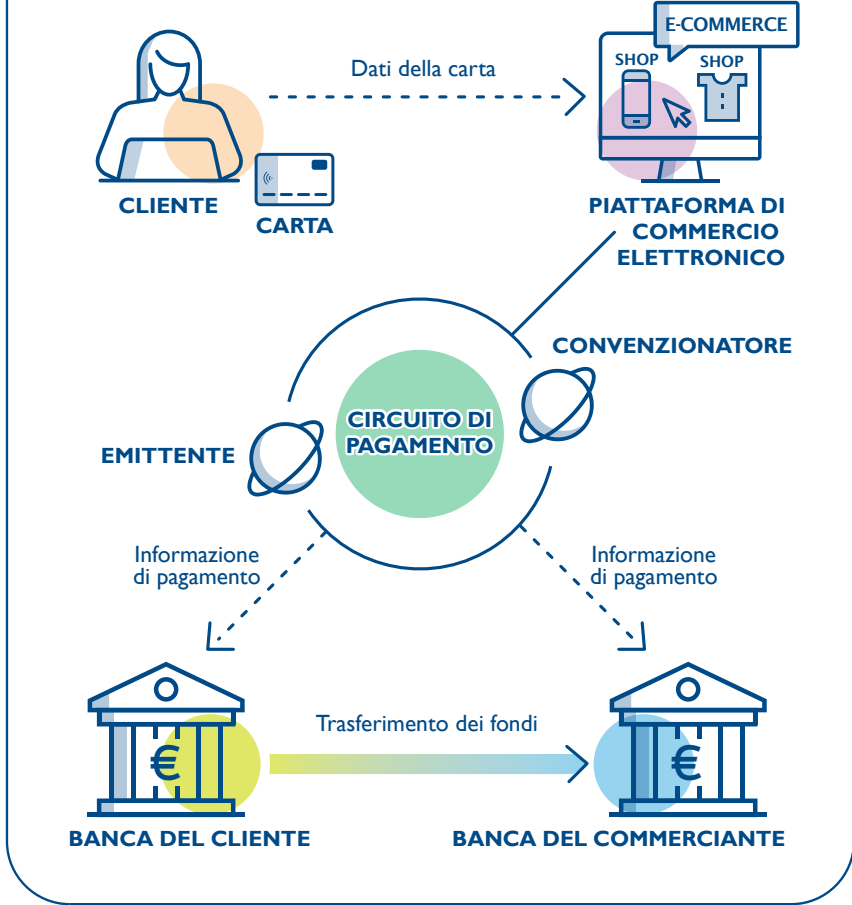 E-COMMERCE
SHOP
SHOP
Dati della carta
CLIENTE
CARTA
PIATTAFORMA DI
COMMERCIO
ELETTRONICO
CONVENZIONATORE
CIRCUITO DI
PAGAMENTO
EMITTENTE
Informazione
di pagamento
Informazione
di pagamento
€
Trasferimento dei fondi
€
BANCA DEL CLIENTE
BANCA DEL COMMERCIANTE